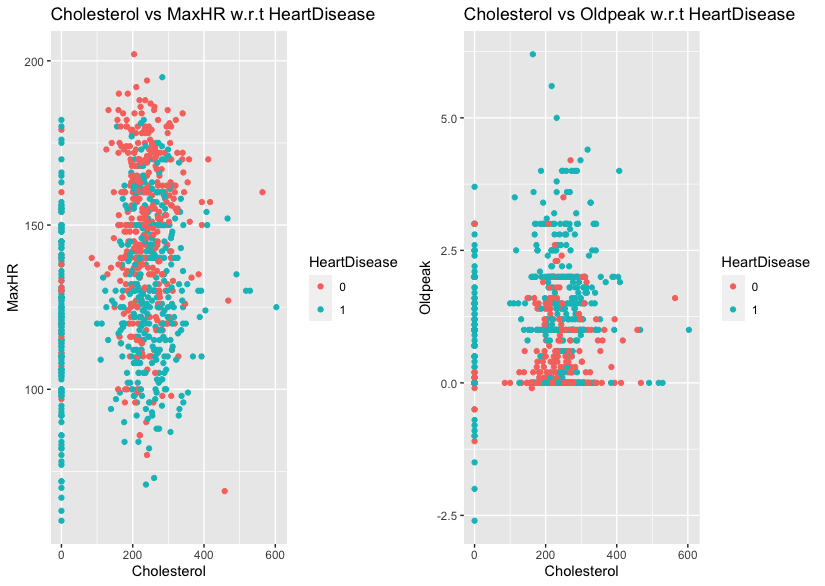 Cholesterol vs MaxHR w.r.t HeartDisease
MaxHR
200
150
100
0
200
400
600
Cholesterol
HeartDisease
0
1
Cholesterol vs Oldpeak w.r.t HeartDisease
Oldpeak
5.0
2.5
0.0
-2.5
0
200
400
600
Cholesterol
HeartDisease
0
1